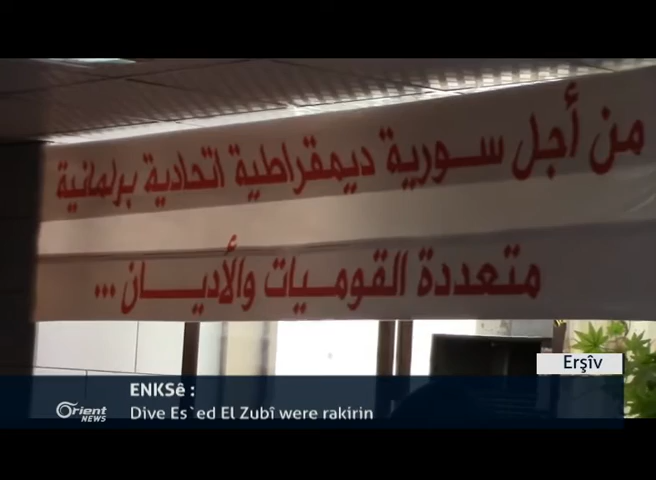 من أجل سورية ديمقراطية اتحادية برلمانية
متعددة القوميات والأديان...
Erşîv
ENKSê :
Dive Es`ed El Zubî were rakirin
Orient
NEWS